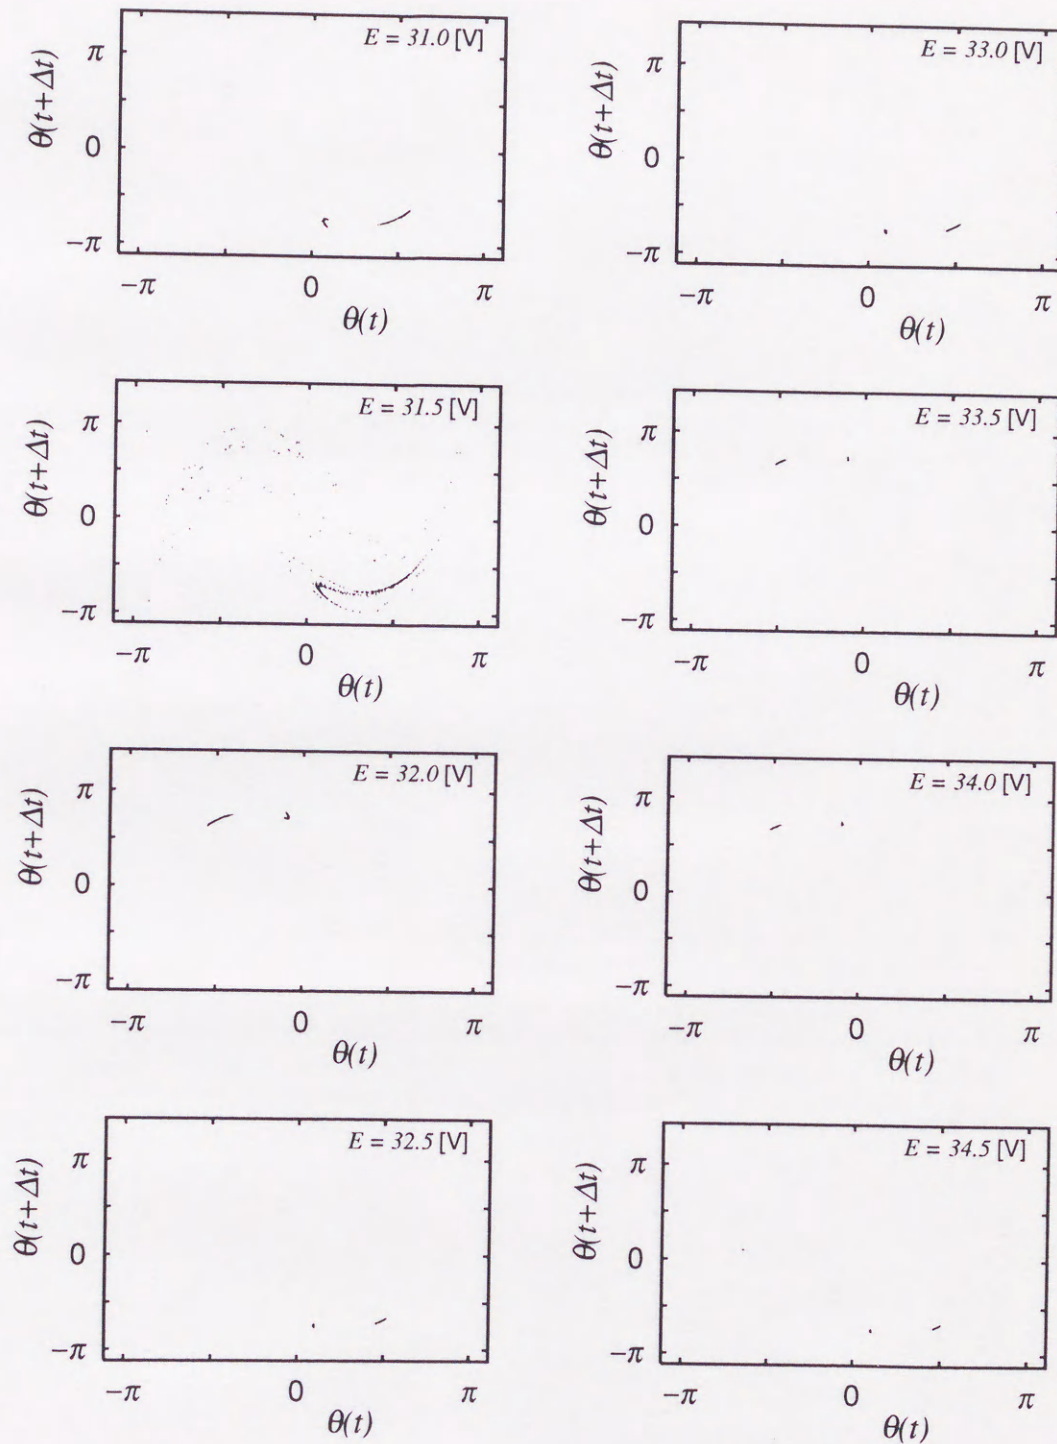 E = 31.0 [V]
θ(t+Δt)
π
0
−π
−π 0 π
θ(t)
E = 33.0 [V]
θ(t+Δt)
π
0
−π
−π 0 π
θ(t)
E = 31.5 [V]
θ(t+Δt)
π
0
−π
−π 0 π
θ(t)
E = 33.5 [V]
θ(t+Δt)
π
0
−π
−π 0 π
θ(t)
E = 32.0 [V]
θ(t+Δt)
π
0
−π
−π 0 π
θ(t)
E = 34.0 [V]
θ(t+Δt)
π
0
−π
−π 0 π
θ(t)
E = 32.5 [V]
θ(t+Δt)
π
0
−π
−π 0 π
θ(t)
E = 34.5 [V]
θ(t+Δt)
π
0
−π
−π 0 π
θ(t)